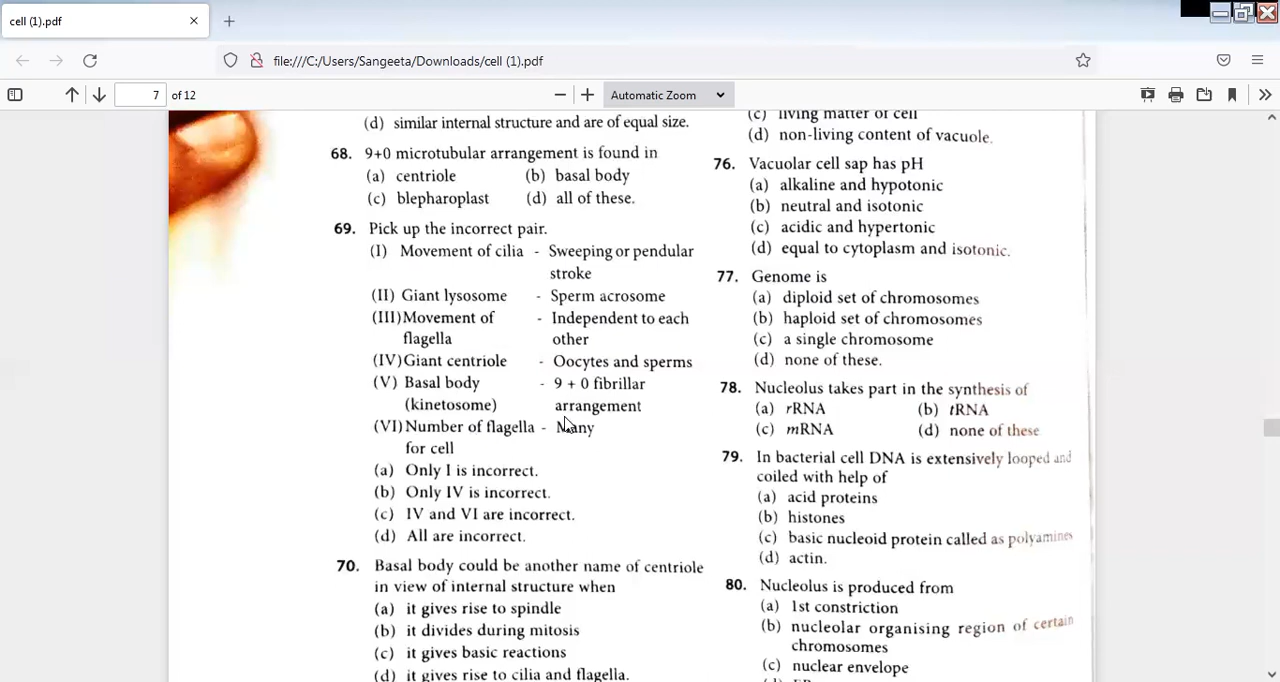 cell (1).pdf
file:///C:/Users/Sangeeta/Downloads/cell (1).pdf
7 of 12
Automatic Zoom
(d) similar internal structure and are of equal size.
68. 9+0 microtubular arrangement is found in
(a) centriole (b) basal body
(c) blepharoplast (d) all of these.
69. Pick up the incorrect pair.
(I) Movement of cilia - Sweeping or pendular
stroke
(II) Giant lysosome - Sperm acrosome
(III) Movement of - Independent to each
flagella other
(IV) Giant centriole - Oocytes and sperms
(V) Basal body - 9 + 0 fibrillar
(kinetosome) arrangement
(VI) Number of flagella - Many
for cell
(a) Only I is incorrect.
(b) Only IV is incorrect.
(c) IV and VI are incorrect.
(d) All are incorrect.
70. Basal body could be another name of centriole
in view of internal structure when
(a) it gives rise to spindle
(b) it divides during mitosis
(c) it gives basic reactions
(d) it gives rise to cilia and flagella.
(c) living matter of cell
(d) non-living content of vacuole.
76. Vacuolar cell sap has pH
(a) alkaline and hypotonic
(b) neutral and isotonic
(c) acidic and hypertonic
(d) equal to cytoplasm and isotonic.
77. Genome is
(a) diploid set of chromosomes
(b) haploid set of chromosomes
(c) a single chromosome
(d) none of these.
78. Nucleolus takes part in the synthesis of
(a) rRNA (b) tRNA
(c) mRNA (d) none of these
79. In bacterial cell DNA is extensively looped and
coiled with help of
(a) acid proteins
(b) histones
(c) basic nucleoid protein called as polyamines
(d) actin.
80. Nucleolus is produced from
(a) 1st constriction
(b) nucleolar organising region of certain
chromosomes
(c) nuclear envelope